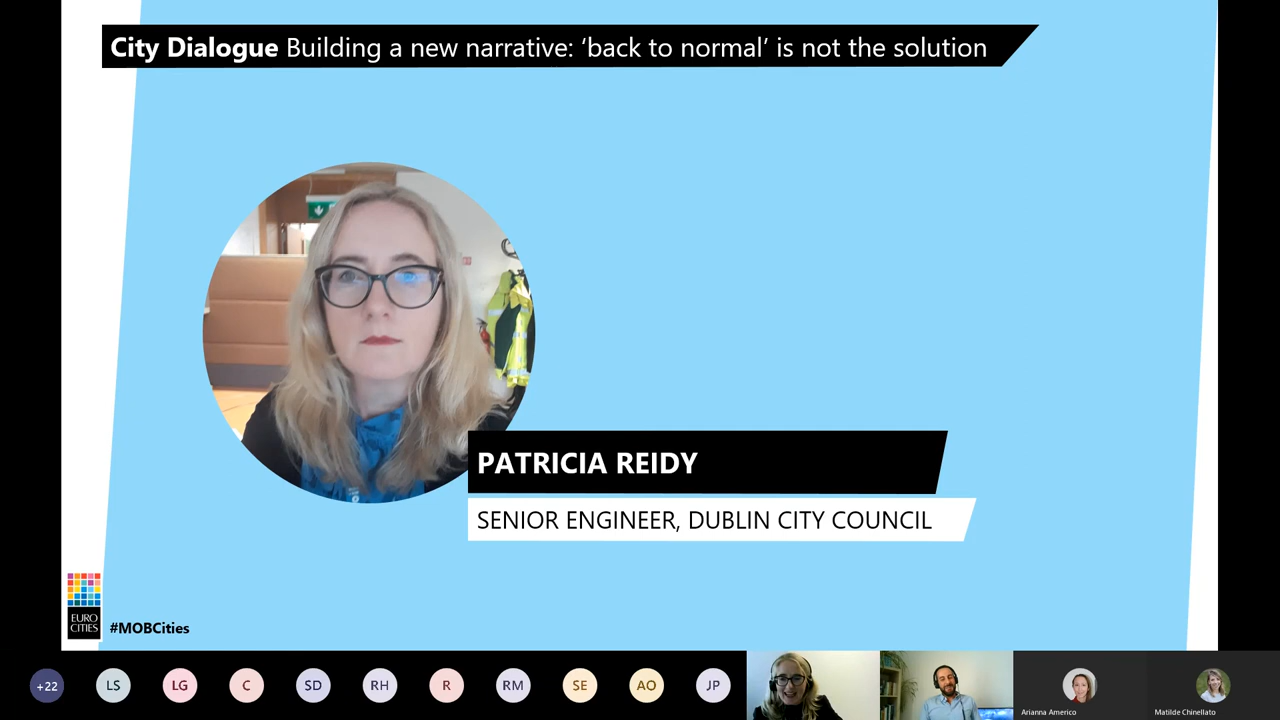 City Dialogue Building a new narrative: ‘back to normal’ is not the solution
PATRICIA REIDY
SENIOR ENGINEER, DUBLIN CITY COUNCIL
EURO
CITIES
#MOBCities
+22
LS
LG
C
SD
RH
R
RM
SE
AO
JP
Arianna Americo
Matilde Chinellato